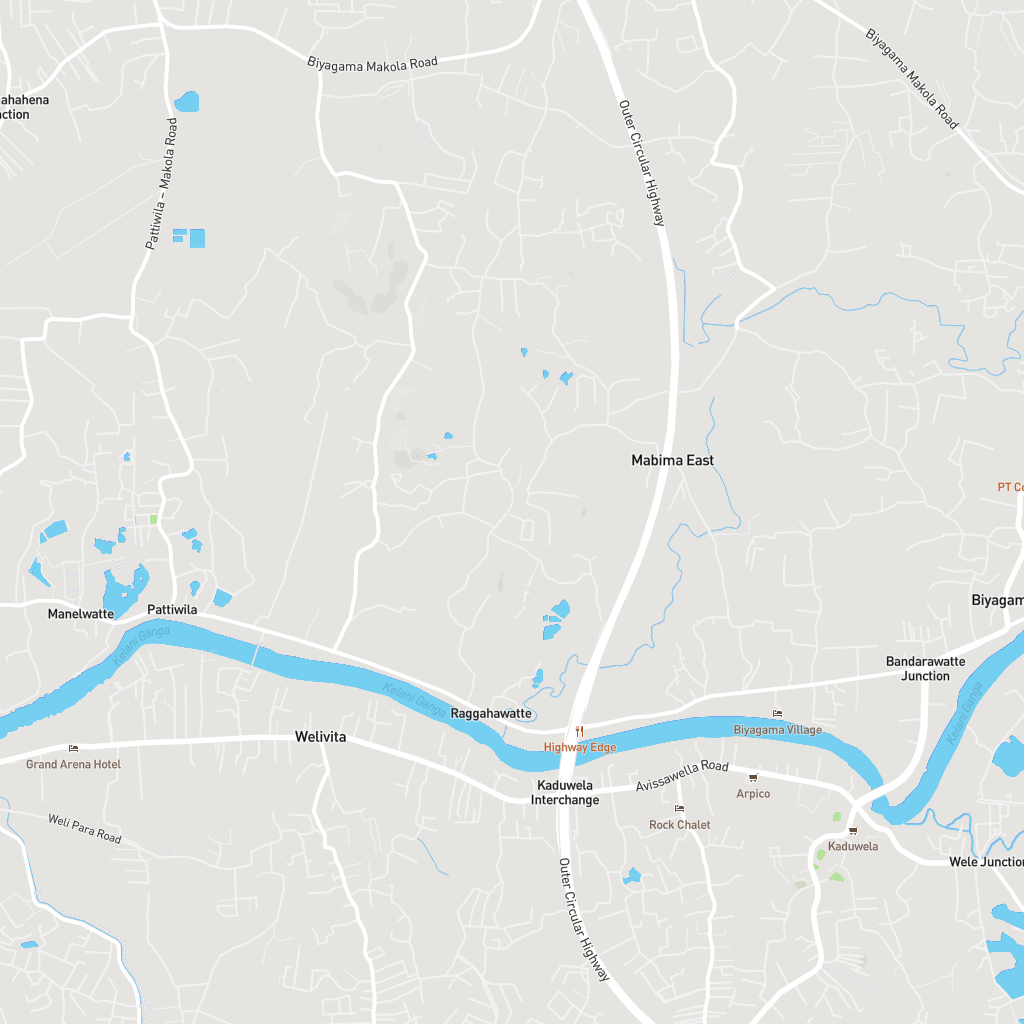 Biyagama Makola Road
Biyagama Makola Road
ahahena
nction
Outer Circular Highway
Pattiwila - Makola Road
Mabima East
PT Co
Manelwatte
Pattiwila
Biyagam
Kelani Ganga
Bandarawatte
Junction
Kelani Ganga
Kelani Ganga
Raggahawatte
Biyagama Village
Welivita
Highway Edge
Grand Arena Hotel
Avissawella Road
Kaduwela
Interchange
Arpico
Weli Para Road
Rock Chalet
Kaduwela
Wele Junction
Outer Circular Highway